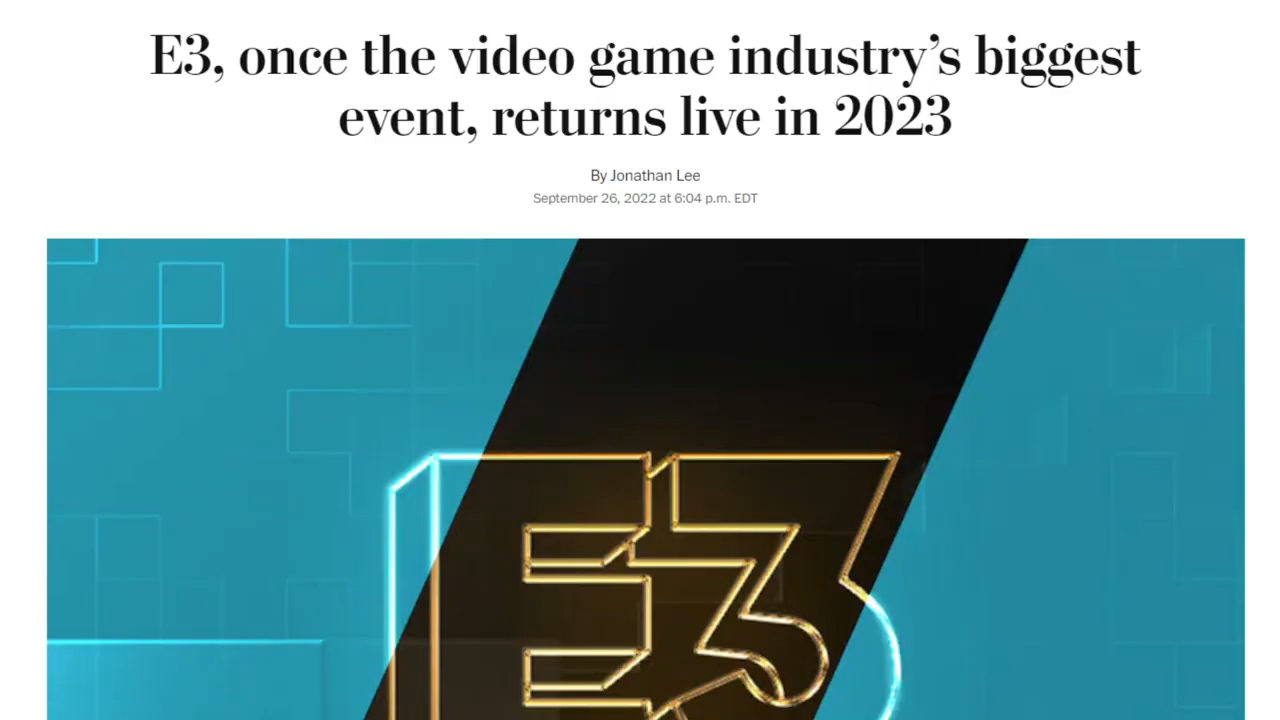 E3, once the video game industry’s biggest
event, returns live in 2023
By Jonathan Lee
September 26, 2022 at 6:04 p.m. EDT
E3